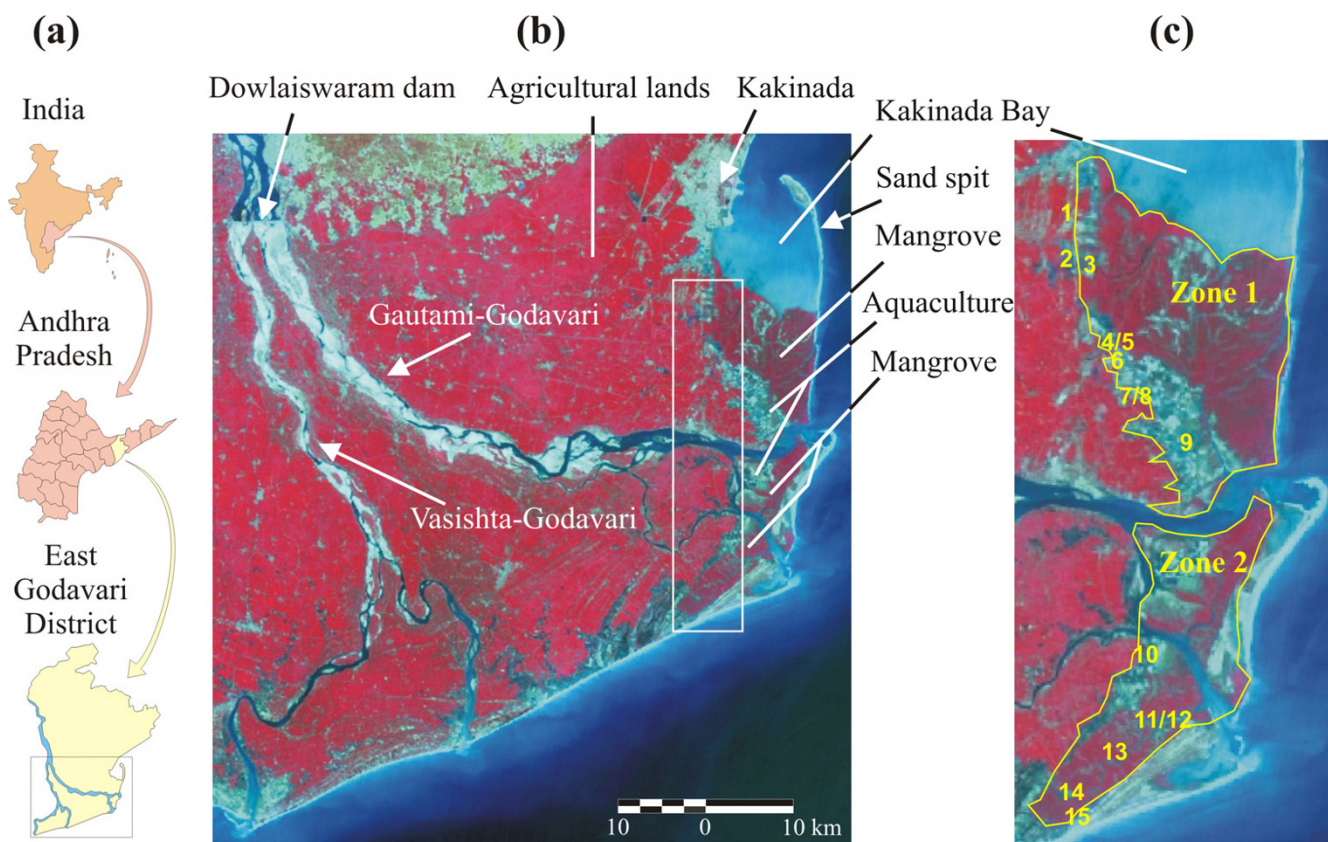 (a)
(b)
(c)
India
Andhra
Pradesh
East
Godavari
District
Dowlaiswaram dam
Agricultural lands
Kakinada
Kakinada Bay
Sand spit
Mangrove
Aquaculture
Mangrove
Gautami-Godavari
Vasishta-Godavari
10 0 10 km
1
2
3
Zone 1
4/5
6
7/8
9
Zone 2
10
11/12
13
14
15